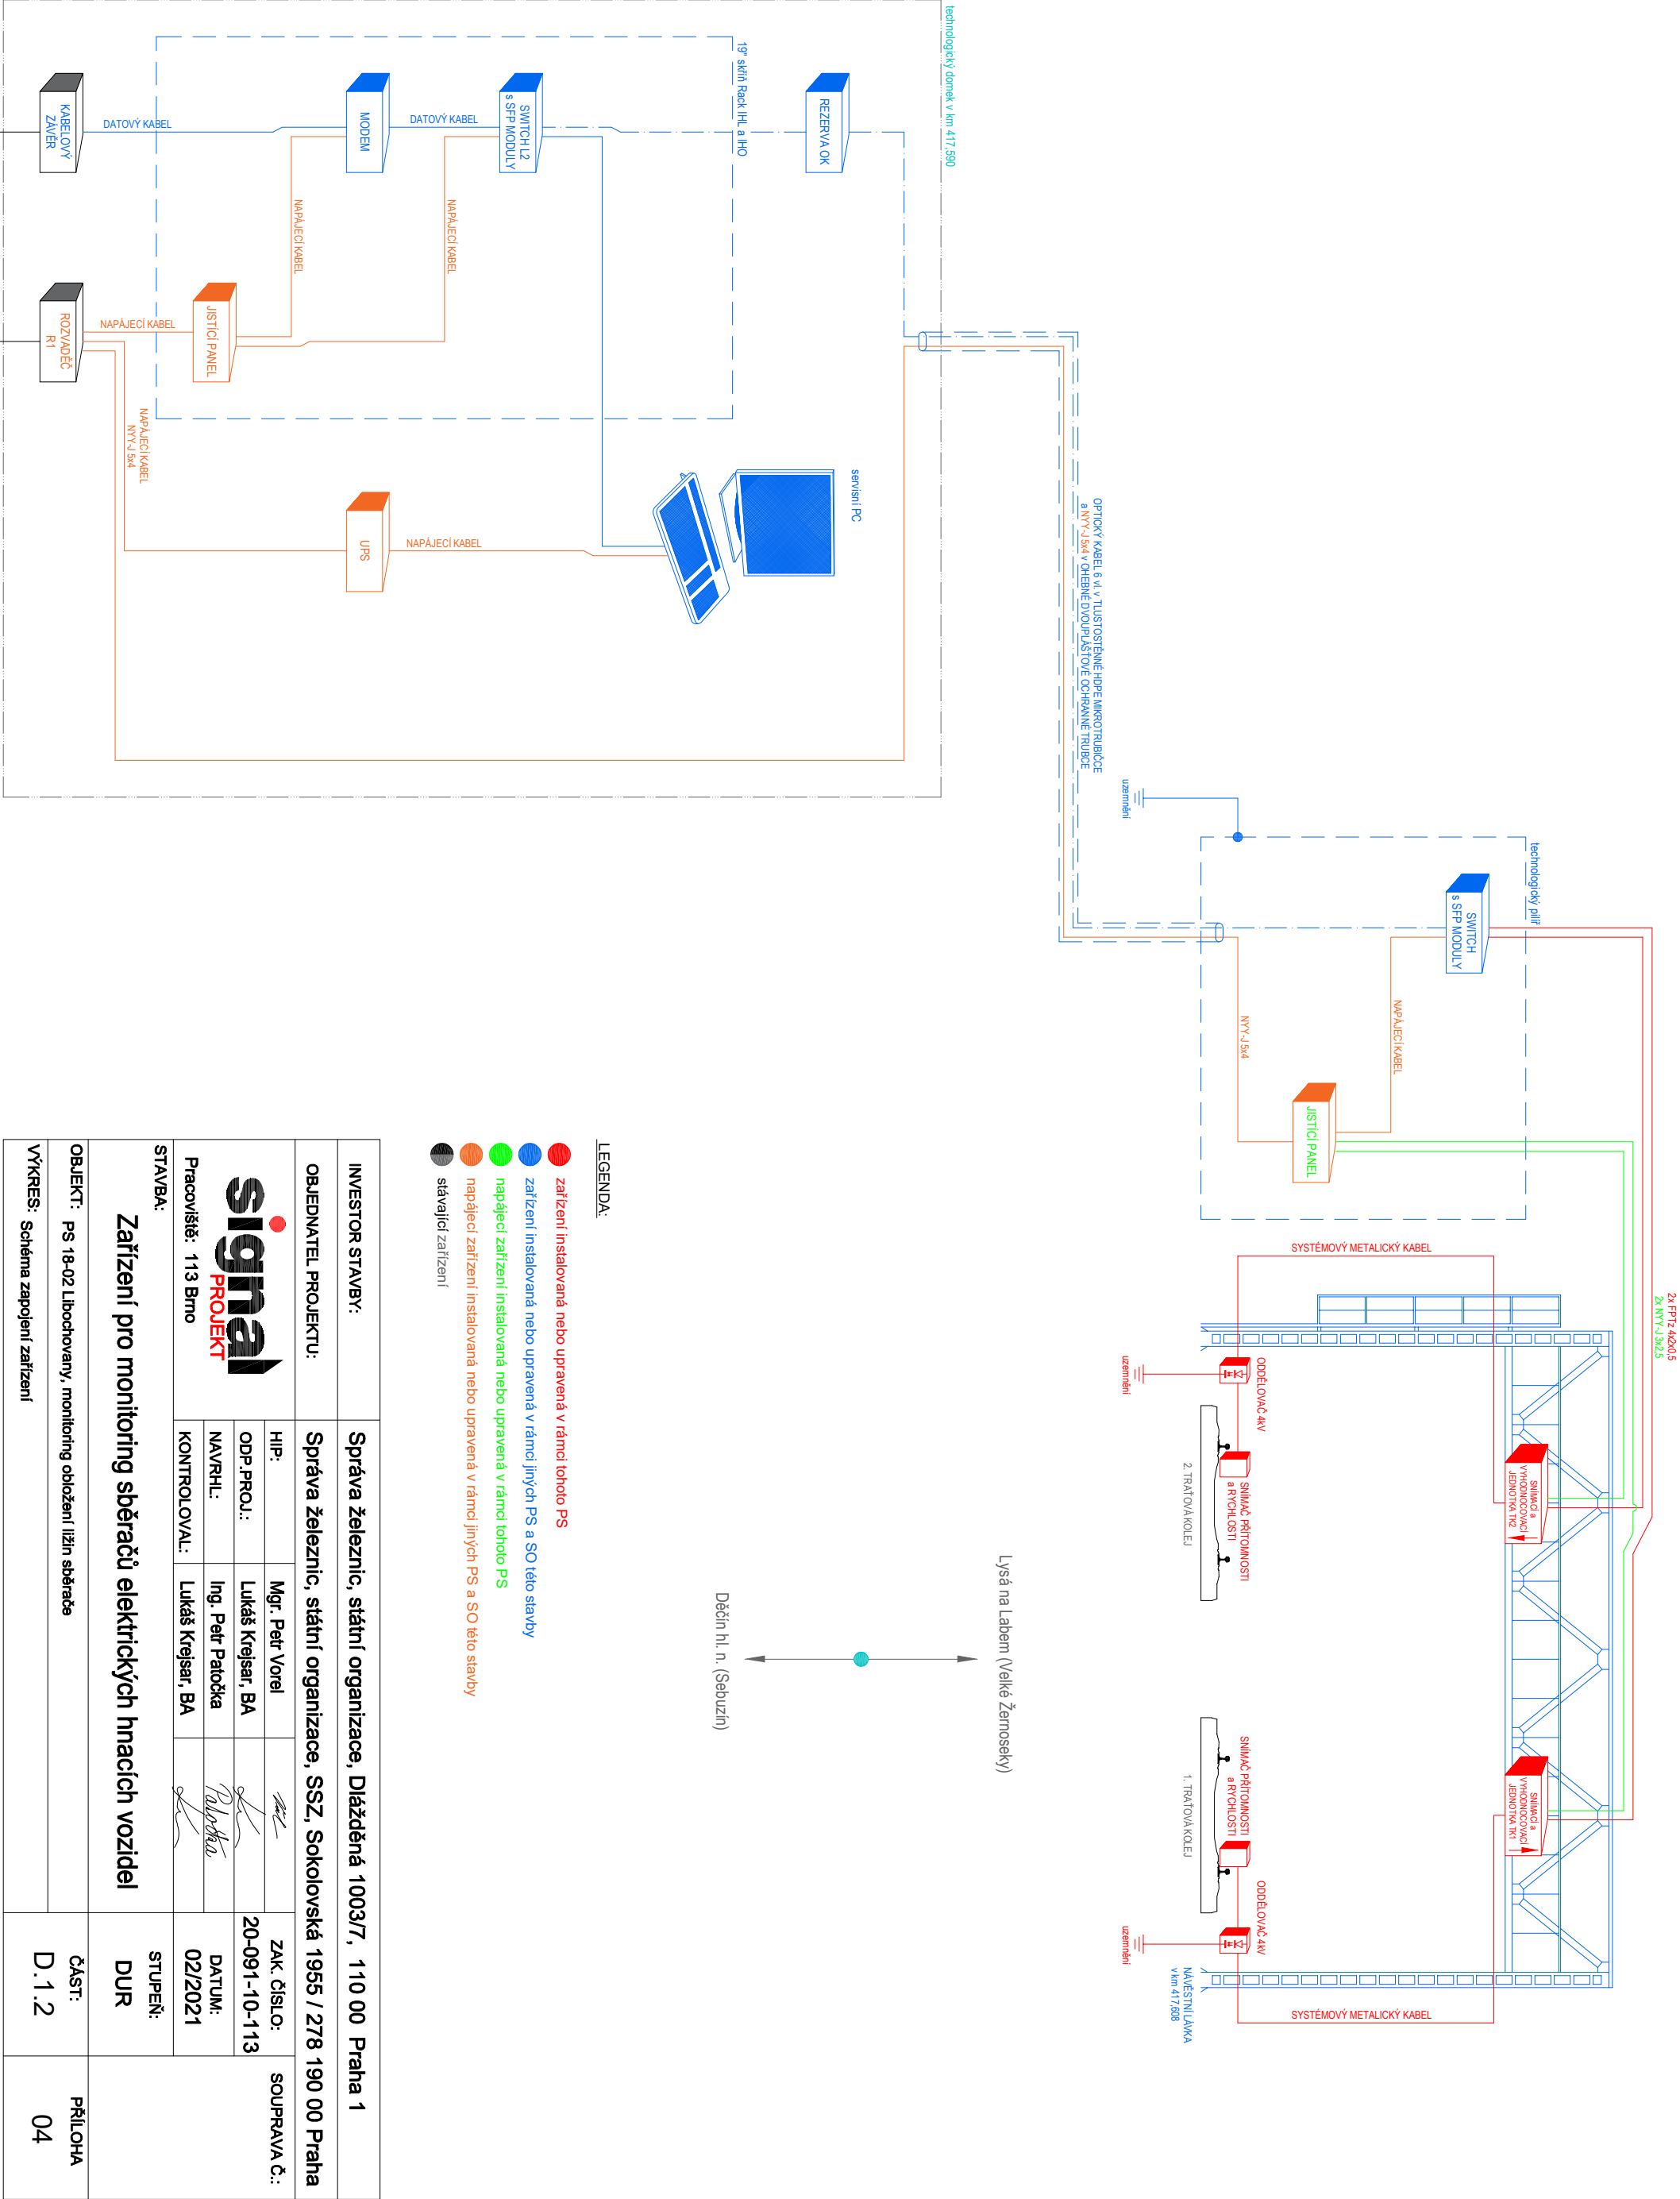 technologický domek v km 417,590
19" skříň Rack IHL a IHO
REZERVA OK
SWITCH L2
s SFP MODULY
MODEM
KABELOVÝ
ZÁVĚR
DATOVÝ KABEL
DATOVÝ KABEL
NAPÁJECÍ KABEL
NAPÁJECÍ KABEL
JISTÍCÍ PANEL
NAPÁJECÍ KABEL
ROZVADĚČ
R1
NAPÁJECÍ KABEL
NYY-J 5x4
UPS
NAPÁJECÍ KABEL
servisní PC
OPTICKÝ KABEL 6 vl. v TLUSTOSTĚNNÉ HDPE MIKROTRUBIČCE
a NYY-J 5x4 v OHEBNÉ DVOUPLÁŠŤOVÉ OCHRANNÉ TRUBCE
uzemnění
technologický pilíř
SWITCH
s SFP MODULY
NAPÁJECÍ KABEL
NYY-J 5x4
JISTÍCÍ PANEL
2x FPTz 4x2x0,5
2x NYY-J 3x2,5
SYSTÉMOVÝ METALICKÝ KABEL
uzemnění
ODDĚLOVAČ 4kV
SNÍMAČ PŘÍTOMNOSTI
a RYCHLOSTI
2. TRAŤOVÁ KOLEJ
SNÍMACÍ a
VYHODNOCOVACÍ
JEDNOTKA TK2
SNÍMACÍ a
VYHODNOCOVACÍ
JEDNOTKA TK1
SNÍMAČ PŘÍTOMNOSTI
a RYCHLOSTI
1. TRAŤOVÁ KOLEJ
ODDĚLOVAČ 4kV
uzemnění
NÁVĚSTNÍ LÁVKA
v km 417,608
SYSTÉMOVÝ METALICKÝ KABEL
Lysá na Labem (Velké Žernoseky)
Děčín hl. n. (Sebuzín)
LEGENDA:
zařízení instalovaná nebo upravená v rámci tohoto PS
zařízení instalovaná nebo upravená v rámci jiných PS a SO této stavby
napájecí zařízení instalovaná nebo upravená v rámci tohoto PS
napájecí zařízení instalovaná nebo upravená v rámci jiných PS a SO této stavby
stávající zařízení
INVESTOR STAVBY: Správa železnic, státní organizace, Dlážděná 1003/7, 110 00 Praha 1
OBJEDNATEL PROJEKTU: Správa železnic, státní organizace, SSZ, Sokolovská 1955 / 278 190 00 Praha
signal
PROJEKT
Pracoviště: 113 Brno
HIP: Mgr. Petr Vorel
ODP.PROJ.: Lukáš Krejsar, BA
NAVRHL: Ing. Petr Patočka Patočka
KONTROLOVAL: Lukáš Krejsar, BA
ZAK. ČÍSLO:
20-091-10-113
DATUM:
02/2021
SOUPRAVA Č.:
STAVBA:
Zařízení pro monitoring sběračů elektrických hnacích vozidel
STUPEŇ:
DUR
OBJEKT: PS 18-02 Libochovany, monitoring obložení ližin sběrače
VÝKRES: Schéma zapojení zařízení
ČÁST:
D.1.2
PŘÍLOHA
04